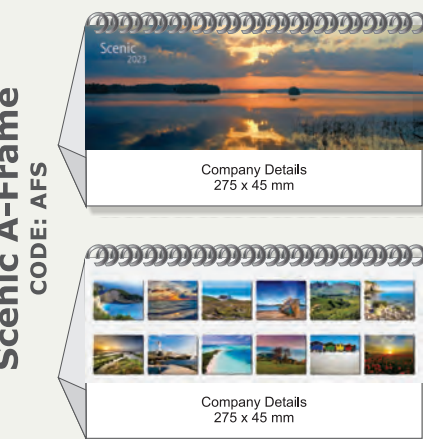 Scenic A-Frame
CODE: AFS
Scenic
2023
Company Details
275 x 45 mm
Company Details
275 x 45 mm